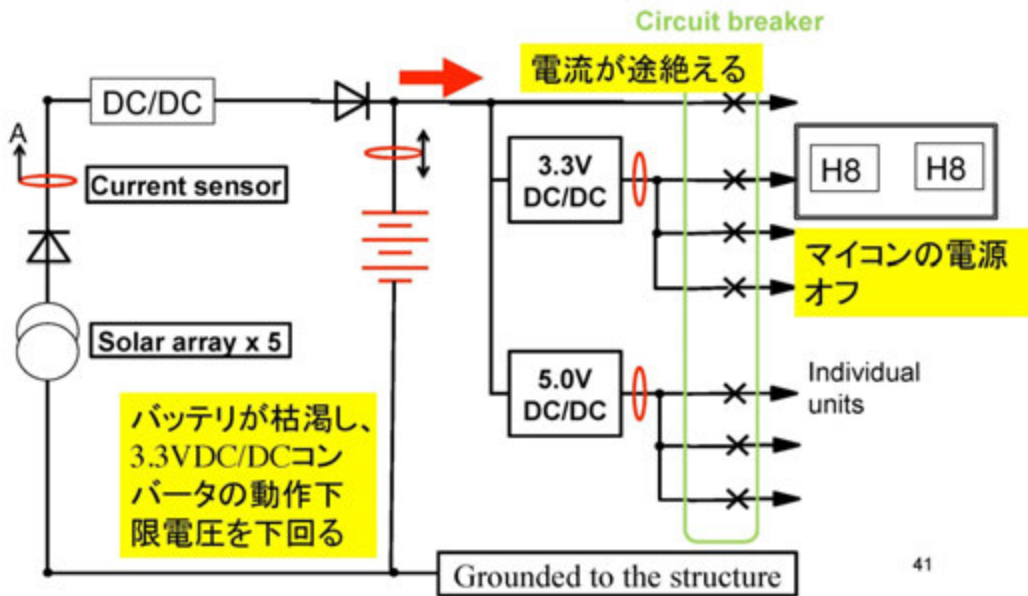 Circuit breaker
電流が途絶える
DC/DC
A
Current sensor
3.3V
DC/DC
H8
H8
マイコンの電源
オフ
Solar array x 5
5.0V
DC/DC
Individual
units
バッテリが枯渇し、
3.3VDC/DCコン
バータの動作下
限電圧を下回る
Grounded to the structure
41